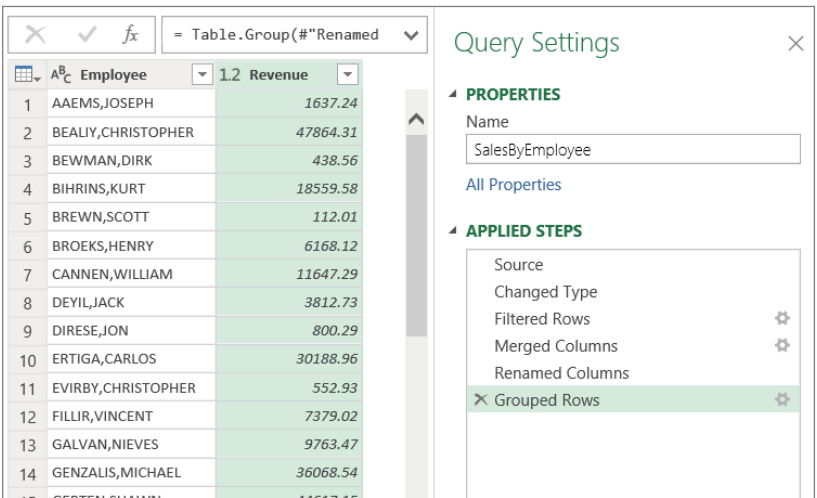 fx = Table.Group(#"Renamed
Query Settings
ABC Employee 1.2 Revenue
1 AAEMS,JOSEPH 1637.24
2 BEALIY,CHRISTOPHER 47864.31
3 BEWMAN,DIRK 438.56
4 BIHRINS,KURT 18559.58
5 BREWN,SCOTT 112.01
6 BROEKS,HENRY 6168.12
7 CANNEN,WILLIAM 11647.29
8 DEYIL,JACK 3812.73
9 DIRESE,JON 800.29
10 ERTIGA,CARLOS 30188.96
11 EVIRBY,CHRISTOPHER 552.93
12 FILLIR,VINCENT 7379.02
13 GALVAN,NIEVES 9763.47
14 GENZALIS,MICHAEL 36068.54
PROPERTIES
Name
SalesByEmployee
All Properties
APPLIED STEPS
Source
Changed Type
Filtered Rows
Merged Columns
Renamed Columns
Grouped Rows